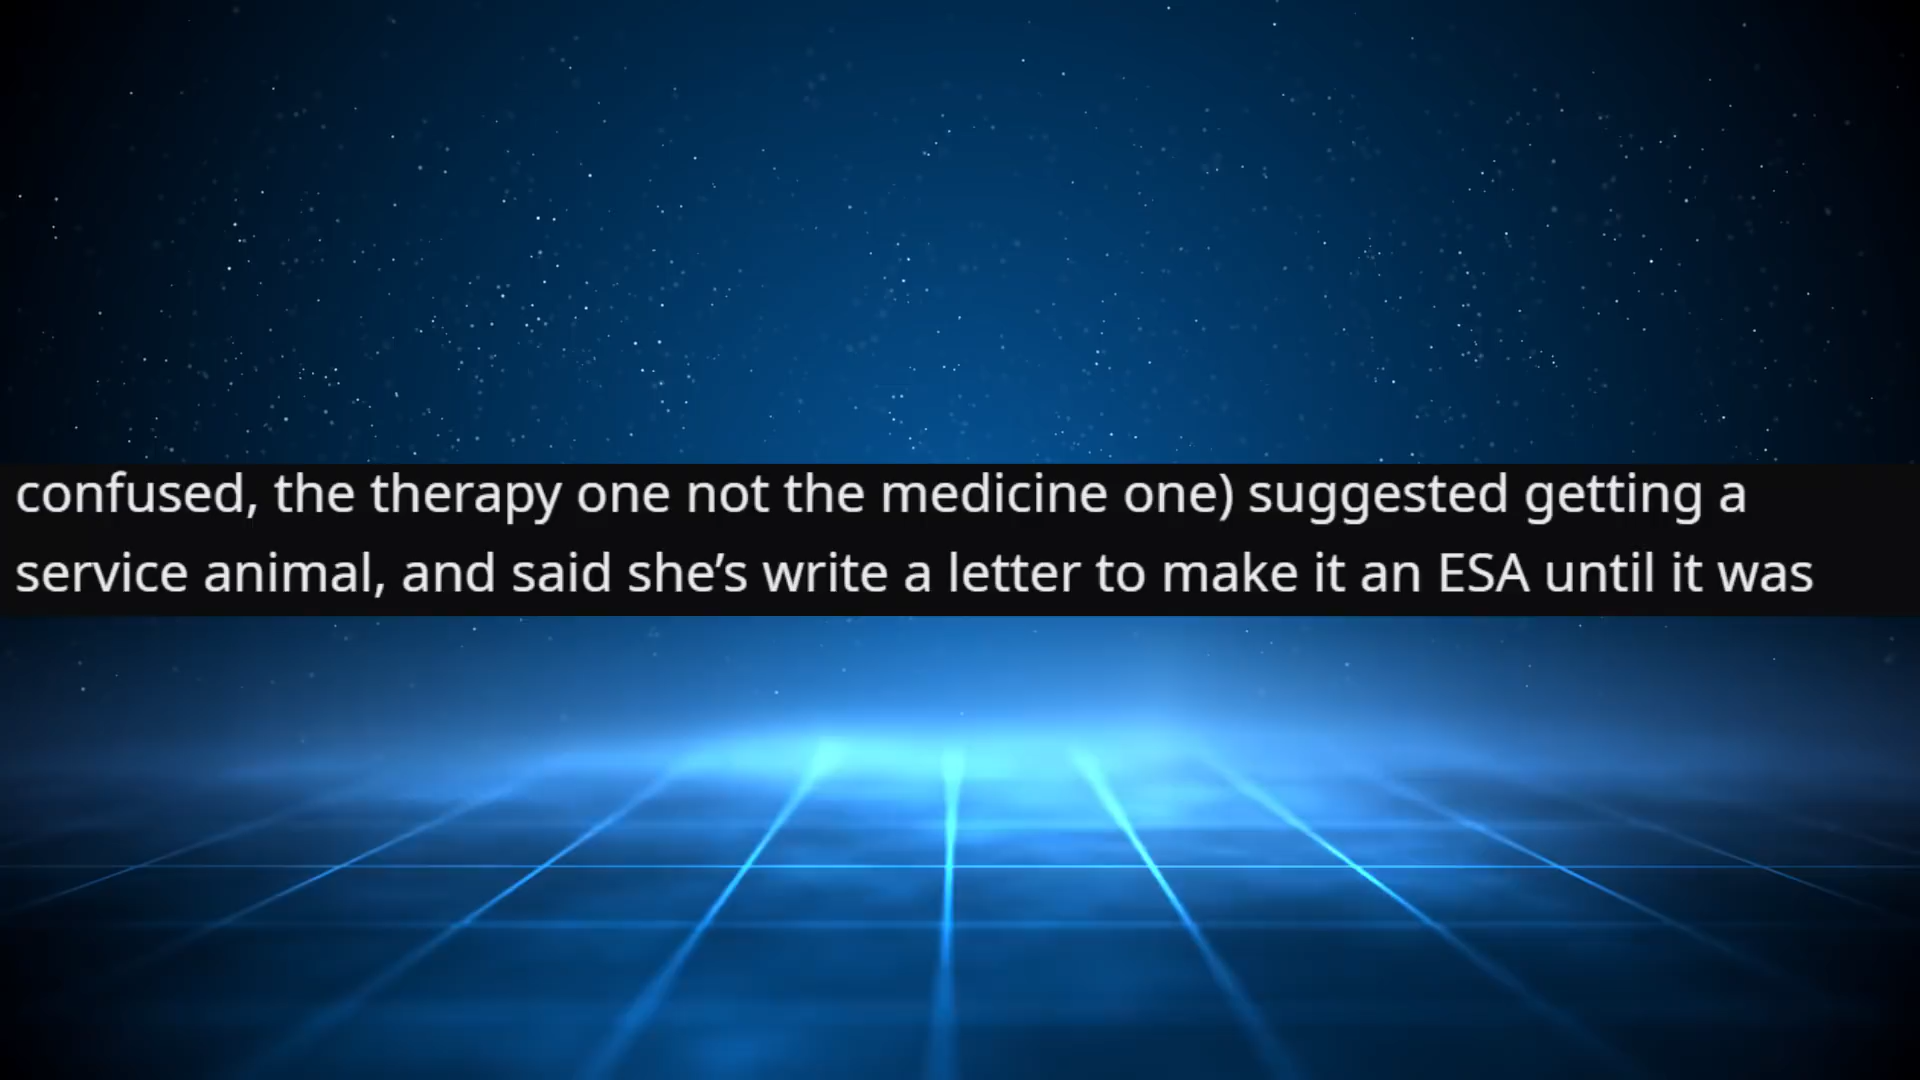 confused, the therapy one not the medicine one) suggested getting a
service animal, and said she’s write a letter to make it an ESA until it was